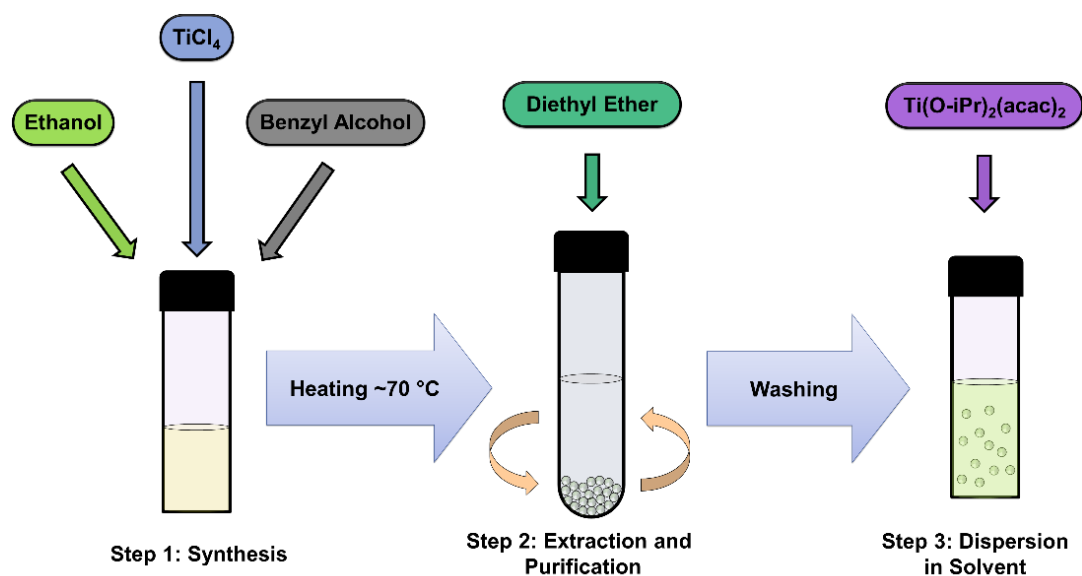 TiCl₄
Ethanol
Benzyl Alcohol
Diethyl Ether
Ti(O-iPr)₂(acac)₂
Heating ~70 °C
Washing
Step 1: Synthesis
Step 2: Extraction and
Purification
Step 3: Dispersion
in Solvent